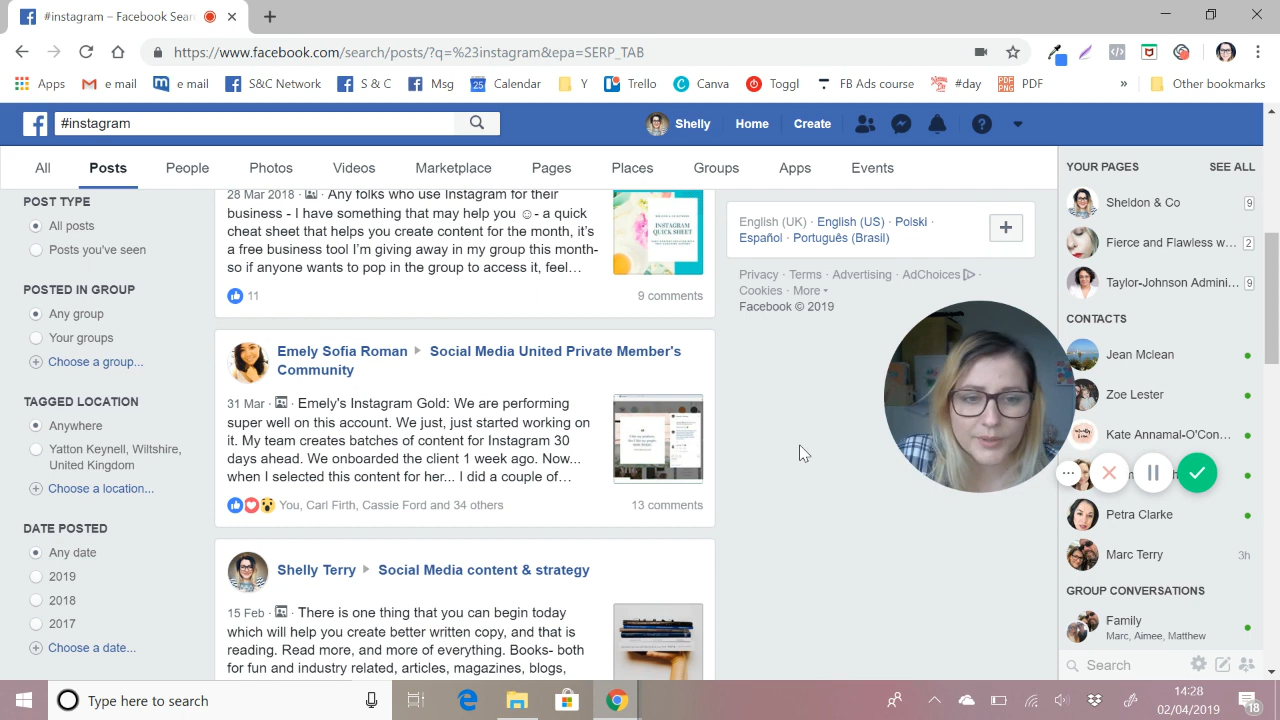 #instagram – Facebook Sear
https://www.facebook.com/search/posts/?q=%23instagram&epa=SERP_TAB
Apps
e mail
e mail
S&C Network
S & C
Msg
Calendar
Y
Trello
Canva
Toggl
FB Ads course
#day
PDF
»
Other bookmarks
#instagram
Shelly
Home
Create
All
Posts
People
Photos
Videos
Marketplace
Pages
Places
Groups
Apps
Events
POST TYPE
All posts
Posts you've seen
POSTED IN GROUP
Any group
Your groups
Choose a group...
TAGGED LOCATION
Anywhere
Yatton Keynell, Wiltshire,
United Kingdom
Choose a location...
DATE POSTED
Any date
2019
2018
2017
Choose a date...
28 Mar 2018 · Any folks who use Instagram for their
business - I have something that may help you ☺- a quick
cheat sheet that helps you create content for the month, it's
a free business tool I'm giving away in my group this month-
so if anyone wants to pop in the group to access it, feel...
INSTAGRAM
QUICK SHEET
11
9 comments
Emely Sofia Roman ▸ Social Media United Private Member's
Community
31 Mar · Emely's Instagram Gold: We are performing
super well on this account. We just, just started working on
it. My team creates batches of content for Instagram 30
days ahead. We onboarded the client 1 week ago. Now...
when I selected this content for her... I did a couple of...
You, Carl Firth, Cassie Ford and 34 others
13 comments
Shelly Terry ▸ Social Media content & strategy
15 Feb · There is one thing that you can begin today
which will help you create better written copy, and that is
reading. Read more, and more of everything. Books- both
for fun and industry related, articles, magazines, blogs,
English (UK) · English (US) · Polski ·
Español · Português (Brasil)
Privacy · Terms · Advertising · AdChoices ·
Cookies · More
Facebook © 2019
YOUR PAGES
SEE ALL
Sheldon & Co
9
Fierce and Flawless w...
2
Taylor-Johnson Admini...
9
CONTACTS
Jean Mclean
Zoe Lester
Kate Annamal-O'Con...
Petra Clarke
Marc Terry
3h
GROUP CONVERSATIONS
Family
Marc, Aimee, Matthew
Search
Type here to search
14:28
02/04/2019
18